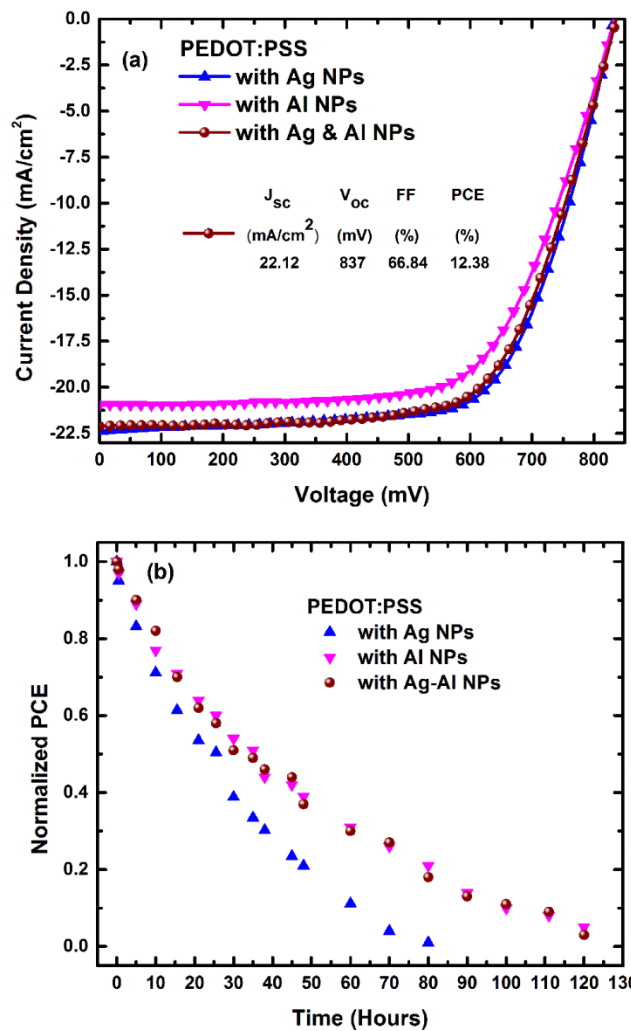 (a)
PEDOT:PSS
with Ag NPs
with Al NPs
with Ag & Al NPs
J_SC V_OC FF PCE
(mA/cm²) (mV) (%) (%)
22.12 837 66.84 12.38
Current Density (mA/cm²)
0.0
-2.5
-5.0
-7.5
-10.0
-12.5
-15.0
-17.5
-20.0
-22.5
0 100 200 300 400 500 600 700 800
Voltage (mV)
(b)
PEDOT:PSS
with Ag NPs
with Al NPs
with Ag-Al NPs
Normalized PCE
1.0
0.8
0.6
0.4
0.2
0.0
0 10 20 30 40 50 60 70 80 90 100 110 120 130
Time (Hours)